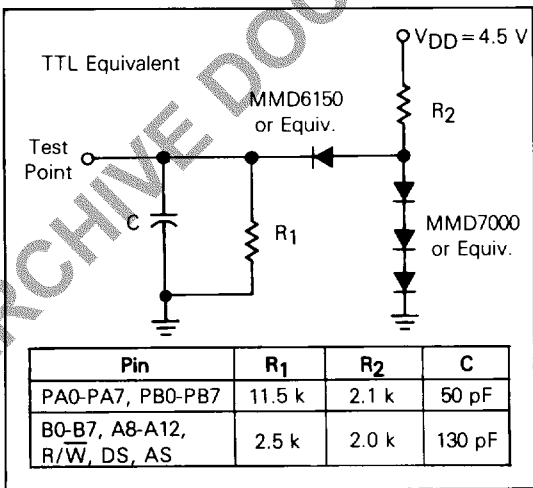 VDD = 4.5 V
TTL Equivalent
MMD6150
or Equiv.
R2
Test
Point
C
R1
MMD7000
or Equiv.
Pin R1 R2 C
PA0-PA7, PB0-PB7 11.5 k 2.1 k 50 pF
B0-B7, A8-A12,
R/W̅, DS, AS 2.5 k 2.0 k 130 pF
ARCHIVE DOC